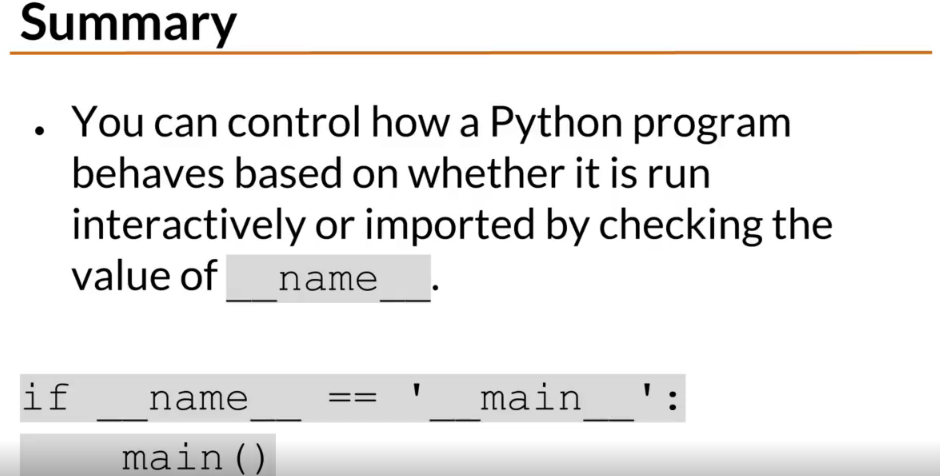 Summary
• You can control how a Python program
behaves based on whether it is run
interactively or imported by checking the
value of __name__.
if __name__ == '__main__':
    main()